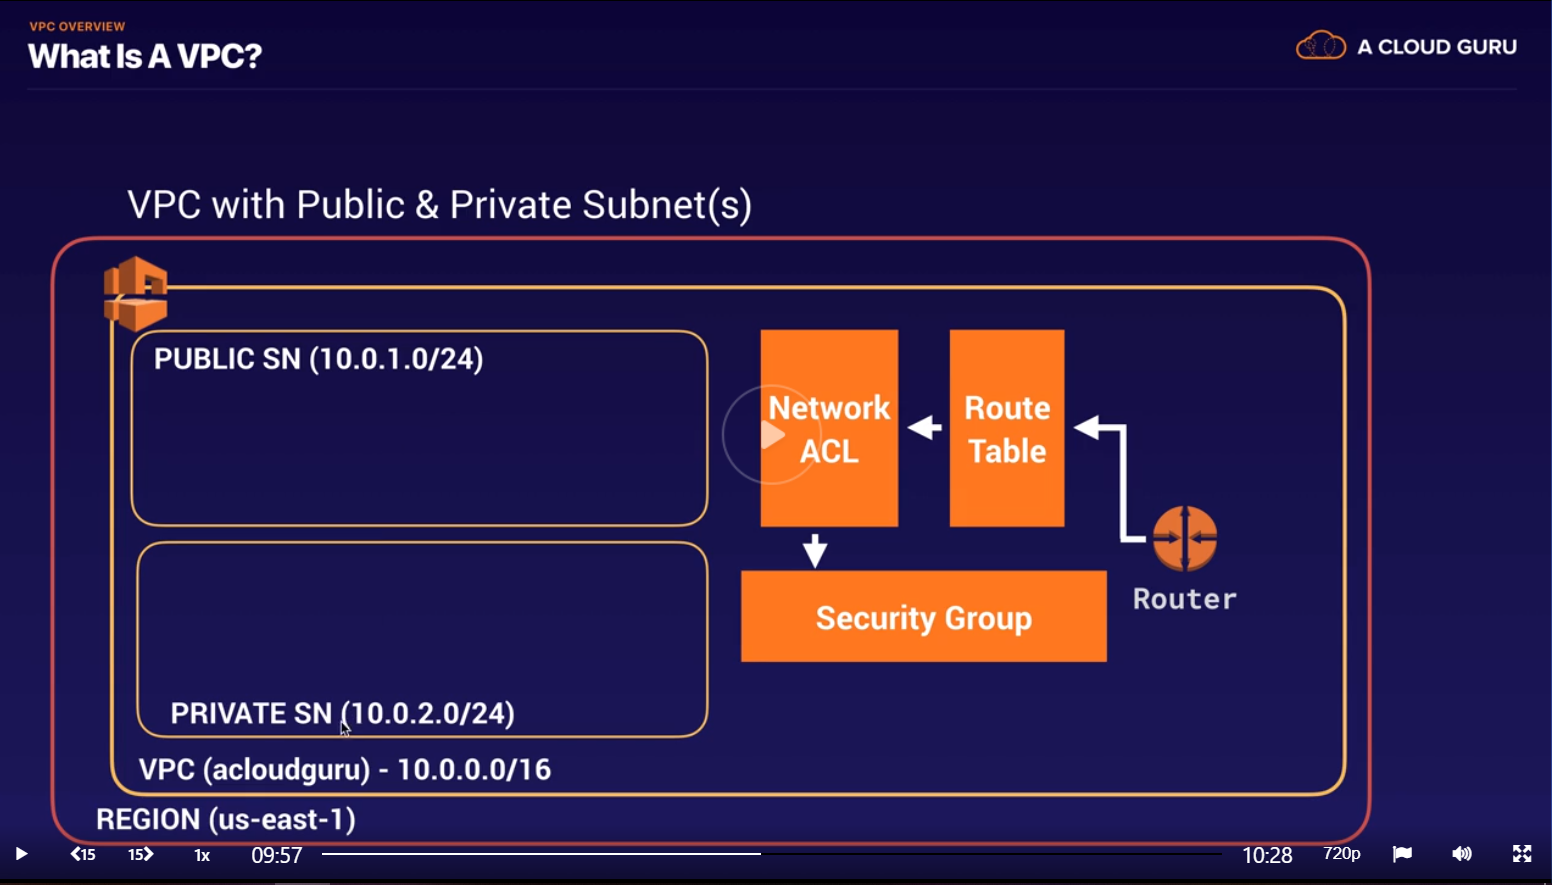 VPC OVERVIEW
What Is A VPC?
A CLOUD GURU
VPC with Public & Private Subnet(s)
PUBLIC SN (10.0.1.0/24)
Network
ACL
Route
Table
Router
Security Group
PRIVATE SN (10.0.2.0/24)
VPC (acloudguru) - 10.0.0.0/16
REGION (us-east-1)
15
15
1x
09:57
10:28
720p